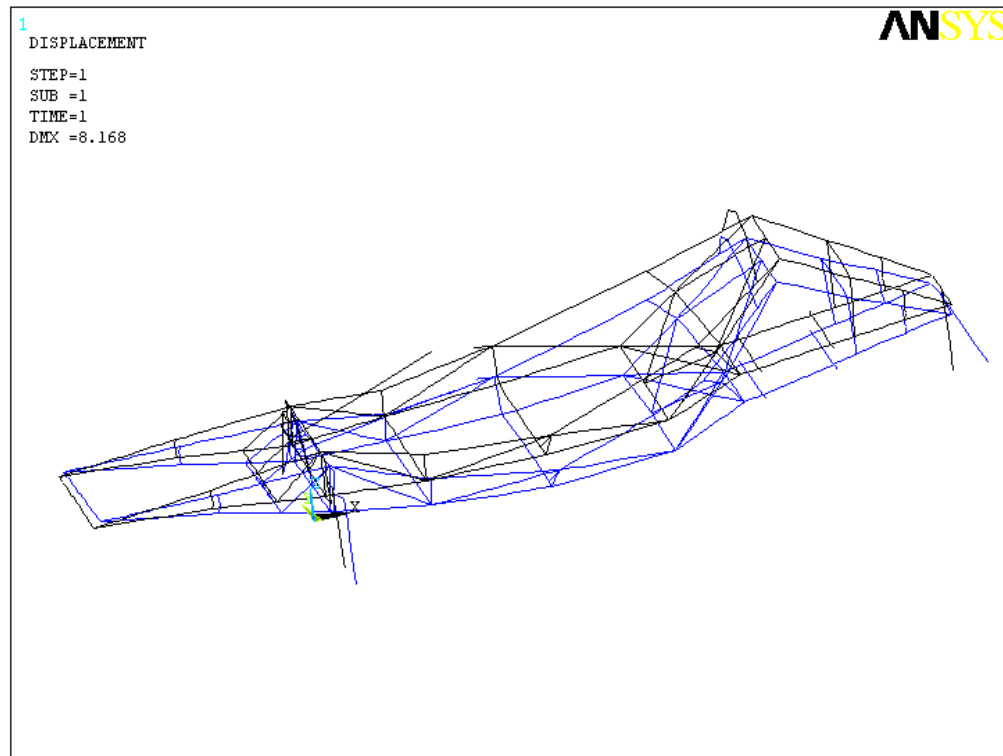 1
ANSYS
DISPLACEMENT
STEP=1
SUB =1
TIME=1
DMX =8.168
X